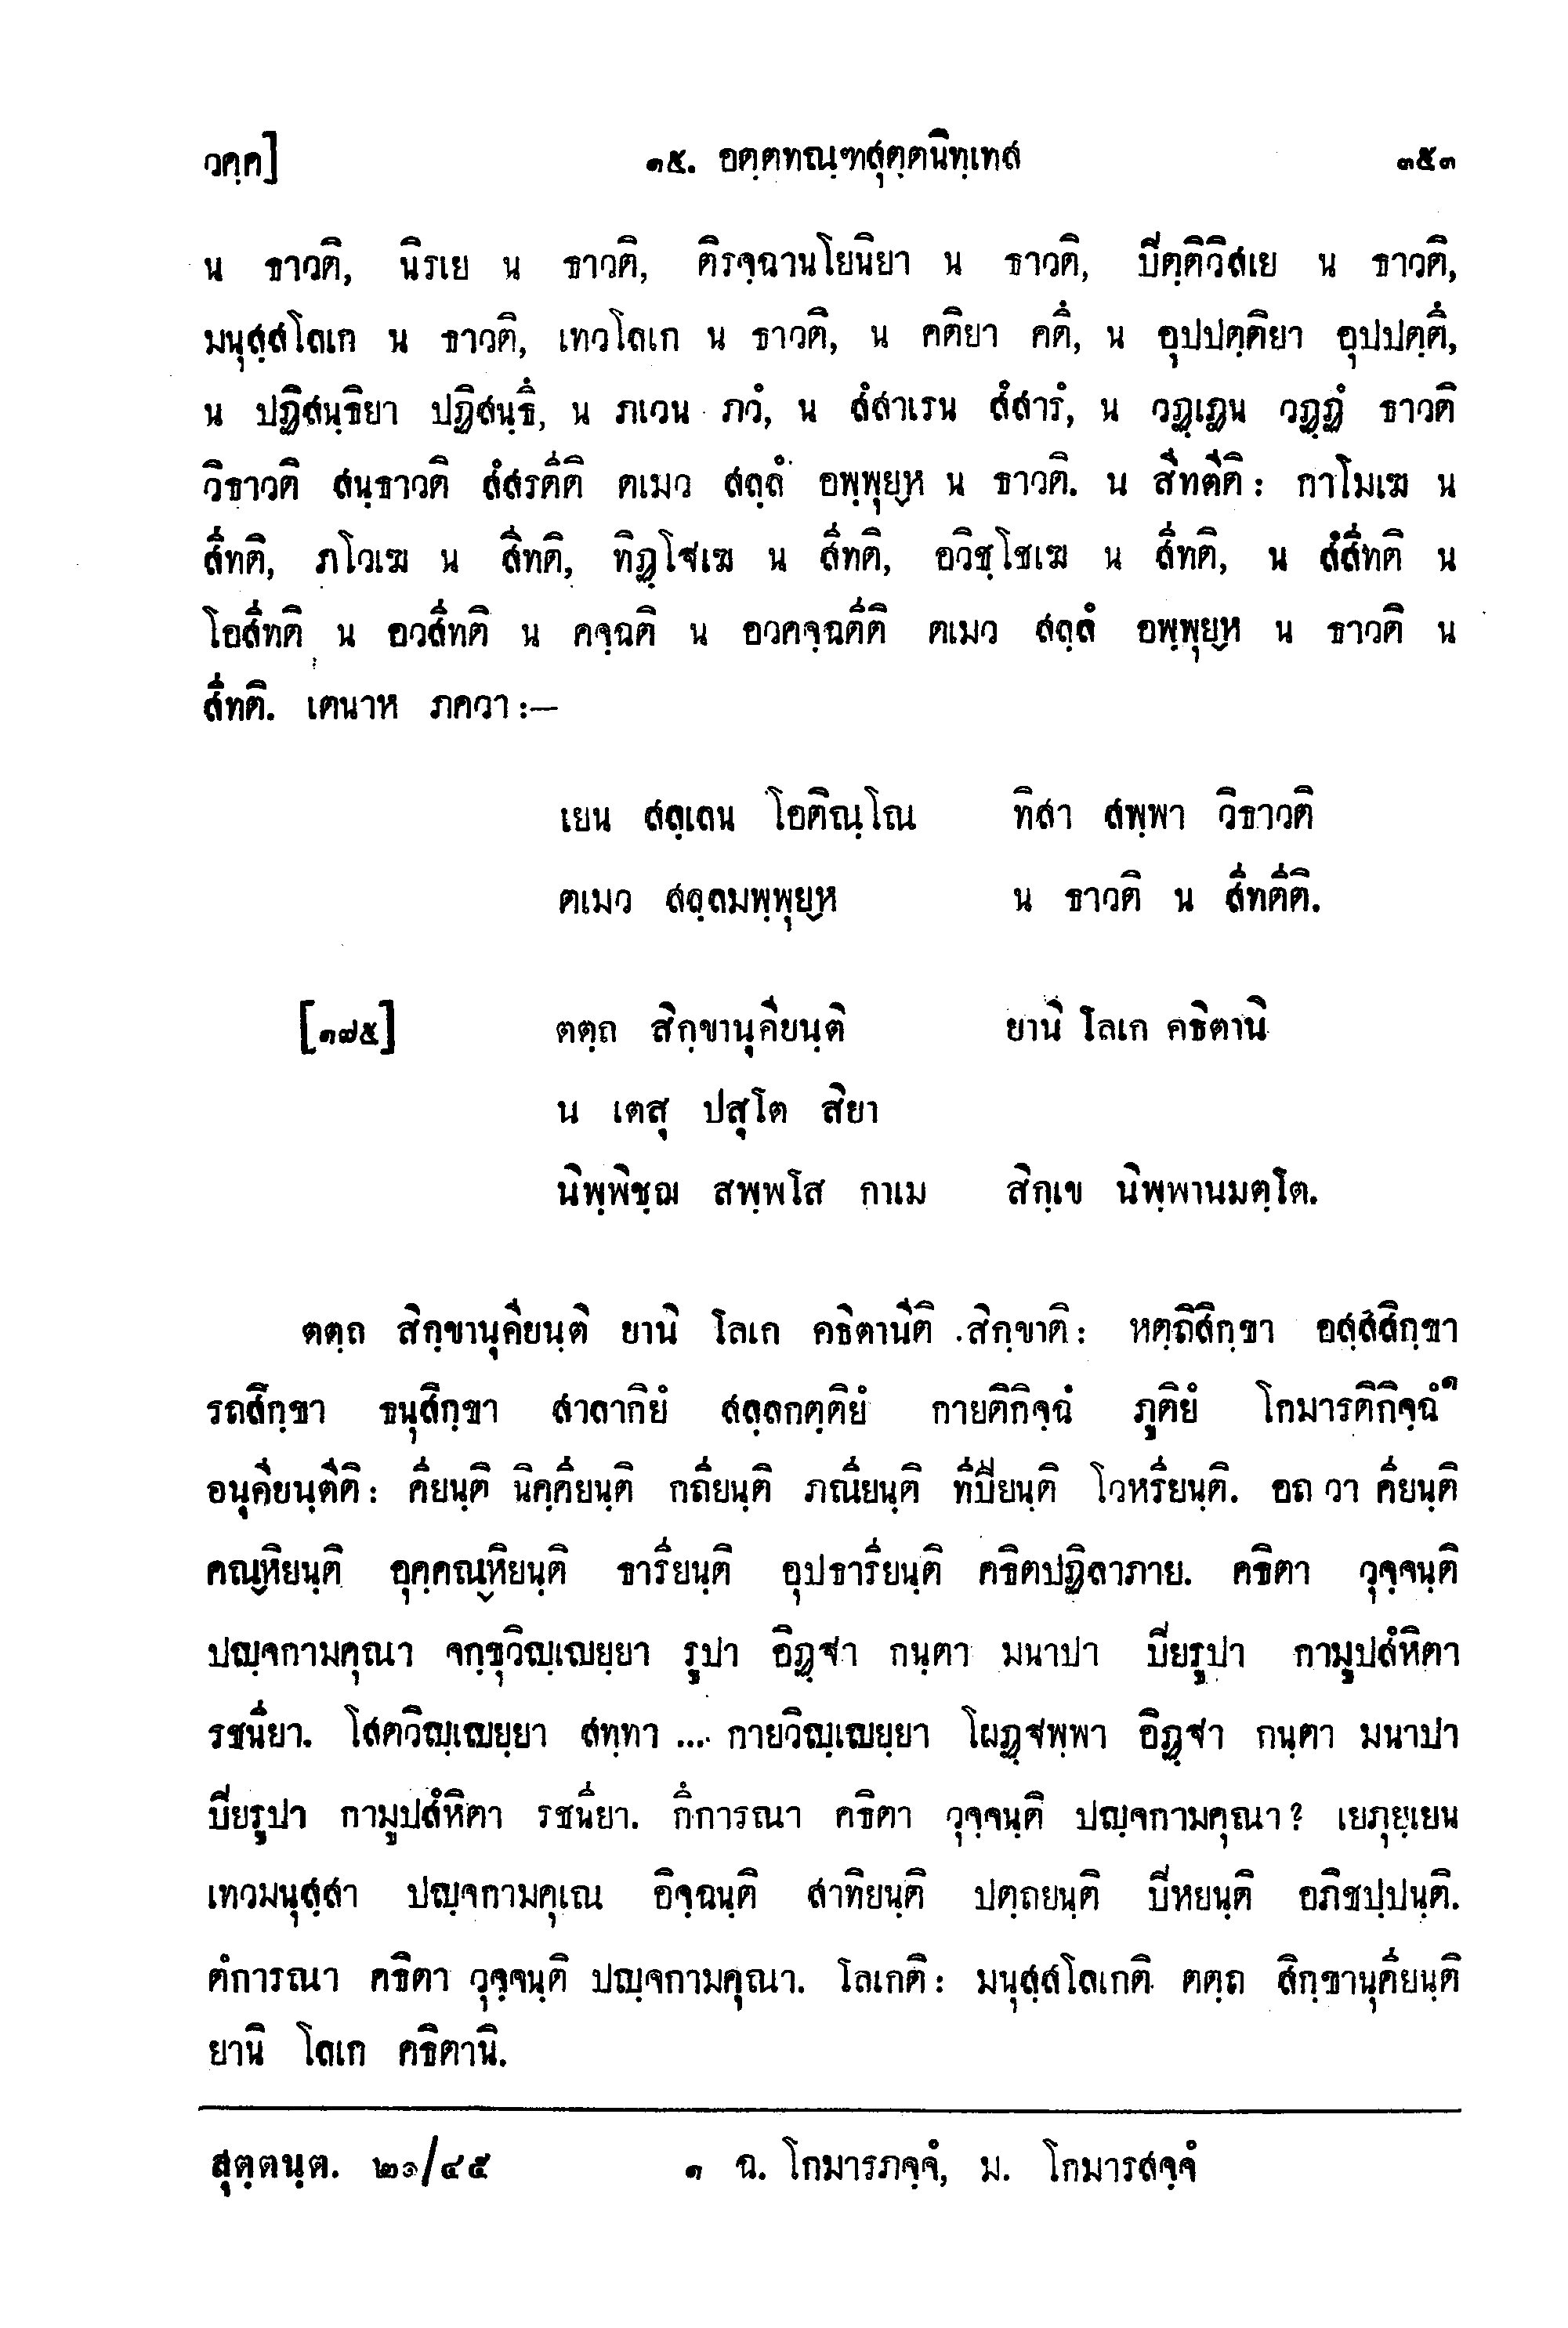 วคฺค]	๑๕. อตฺตทณฺฑสุตฺตนิทฺเทส	๓๕๓
น ธาวติ, นิรเย น ธาวติ, ติรจฺฉานโยนิยา น ธาวติ, ปิตฺติวิสเย น ธาวติ,
มนุสฺสโลเก น ธาวติ, เทวโลเก น ธาวติ, น คติยา คตึ, น อุปปตฺติยา อุปปตฺตึ,
น ปฏิสนฺธิยา ปฏิสนฺธึ, น ภเวน ภวํ, น สํสาเรน สํสารํ, น วฏฺเฏน วฏฺฏํ ธาวติ
วิธาวติ สนฺธาวติ สํสรตีติ ตเมว สลฺลํ อพฺพุยฺห น ธาวติ. น สีทตีติ: กาโมเฆ น
สีทติ, ภโวเฆ น สีทติ, ทิฏฺโฐเฆ น สีทติ, อวิชฺโชเฆ น สีทติ, น สํสีทติ น
โอสีทติ น อวสีทติ น คจฺฉติ น อวคจฺฉตีติ ตเมว สลฺลํ อพฺพุยฺห น ธาวติ น
สีทติ. เตนาห ภควา :—
เยน สลฺเลน โอติณฺโณ	ทิสา สพฺพา วิธาวติ
ตเมว สลฺลมพฺพุยฺห	น ธาวติ น สีทตีติ.
[๑๗๕]	ตตฺถ สิกฺขานุคียนฺติ	ยานิ โลเก คธิตานิ
น เตสุ ปสุโต สิยา
นิพฺพิชฺฌ สพฺพโส กาเม	สิกฺเข นิพฺพานมตฺโต.
ตตฺถ สิกฺขานุคียนฺติ ยานิ โลเก คธิตานีติ สิกฺขาติ: หตฺถิสิกฺขา อสฺสสิกฺขา
รถสิกฺขา ธนุสิกฺขา สาลากิยํ สลฺลกตฺติยํ กายติกิจฺฉํ ภูติยํ โกมารติกิจฺฉํ๑
อนุคียนฺตีติ: คียนฺติ นิคฺคียนฺติ กถียนฺติ ภณียนฺติ ทีปียนฺติ โวหรียนฺติ. อถ วา คียนฺติ
คณฺหิยนฺติ อุคฺคณฺหิยนฺติ ธารียนฺติ อุปธารียนฺติ คธิตปฏิลาภาย. คธิตา วุจฺจนฺติ
ปญฺจกามคุณา จกฺขุวิญฺเญยฺยา รูปา อิฏฺฐา กนฺตา มนาปา ปิยรูปา กามูปสํหิตา
รชนียา. โสตวิญฺเญยฺยา สทฺทา .... กายวิญฺเญยฺยา โผฏฺฐพฺพา อิฏฺฐา กนฺตา มนาปา
ปิยรูปา กามูปสํหิตา รชนียา. กึการณา คธิตา วุจฺจนฺติ ปญฺจกามคุณา? เยภุยฺเยน
เทวมนุสฺสา ปญฺจกามคุเณ อิจฺฉนฺติ สาทิยนฺติ ปตฺถยนฺติ ปิหยนฺติ อภิชปฺปนฺติ.
ตํการณา คธิตา วุจฺจนฺติ ปญฺจกามคุณา. โลเกติ: มนุสฺสโลเกติ ตตฺถ สิกฺขานุคียนฺติ
ยานิ โลเก คธิตานิ.
สุตฺตนฺต. ๒๑/๔๕	๑ ฉ. โกมารภจฺจํ, ม. โกมารสจฺจํ